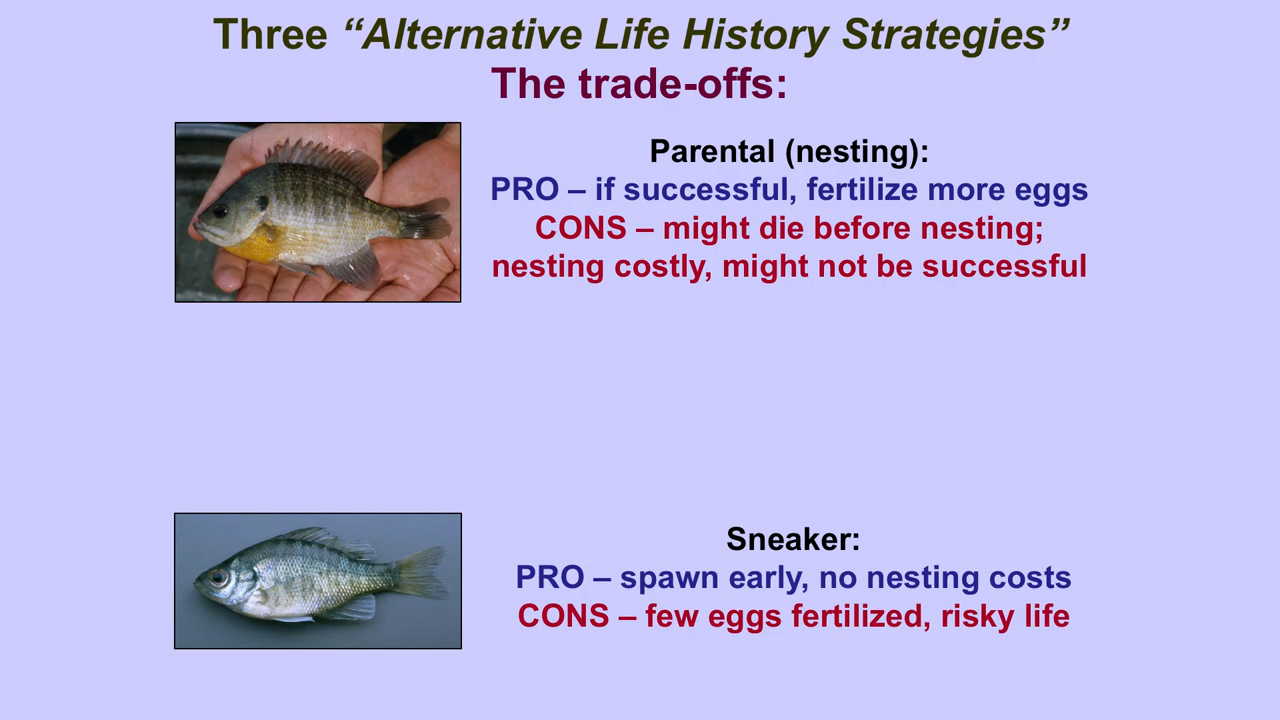 Three “Alternative Life History Strategies”
The trade-offs:
Parental (nesting):
PRO – if successful, fertilize more eggs
CONS – might die before nesting;
nesting costly, might not be successful
Sneaker:
PRO – spawn early, no nesting costs
CONS – few eggs fertilized, risky life